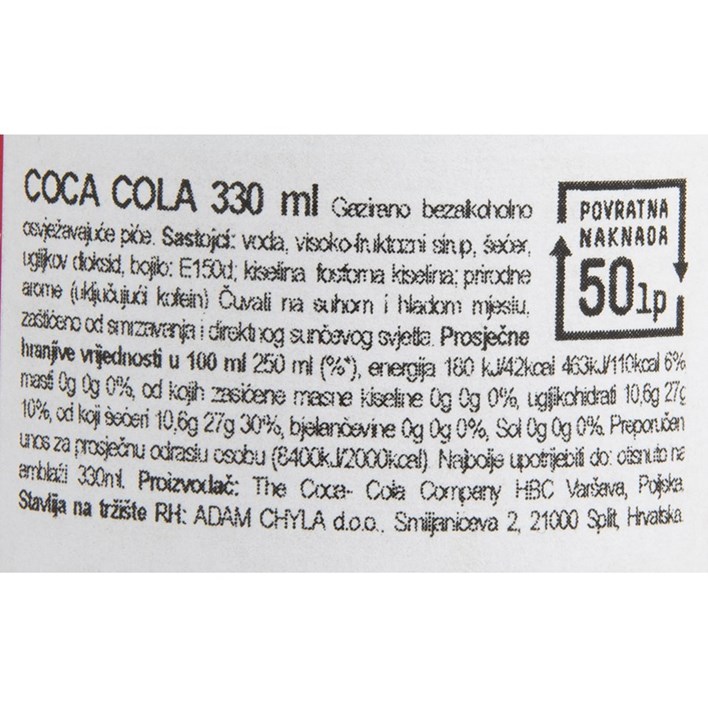 COCA COLA 330 ml Gazirano bezalkoholno
osvježavajuće piće. Sastojci: voda, visoko-fruktozni sirup, šećer,
ugljikov dioksid, bojilo: E150d; kiselina fosforna kiselina; prirodne
arome (uključujući kofein) Čuvati na suhom i hladom mjestu,
zaštićeno od smrzavanja i direktnog sunčevog svjetla. Prosječne
hranjive vrijednosti u 100 ml 250 ml (%*), energija 180 kJ/42kcal 463kJ/110kcal 6%
masti 0g 0g 0%, od kojih zasićene masne kiseline 0g 0g 0%, ugljikohidrati 10,6g 27g
10%, od koji šećeri 10,6g 27g 30%, bjelančevine 0g 0g 0%, Sol 0g 0g 0%. Preporučen
unos za prosječnu odraslu osobu (8400kJ/2000kcal). Najbolje upotrijebiti do: otisnuto na
ambalaži 330ml. Proizvođač: The Coca- Cola Company HBC Varšava, Poljska.
Stavlja na tržište RH: ADAM CHYLA d.o.o., Smiljaniceva 2, 21000 Split, Hrvatska.
POVRATNA
NAKNADA
50 lp